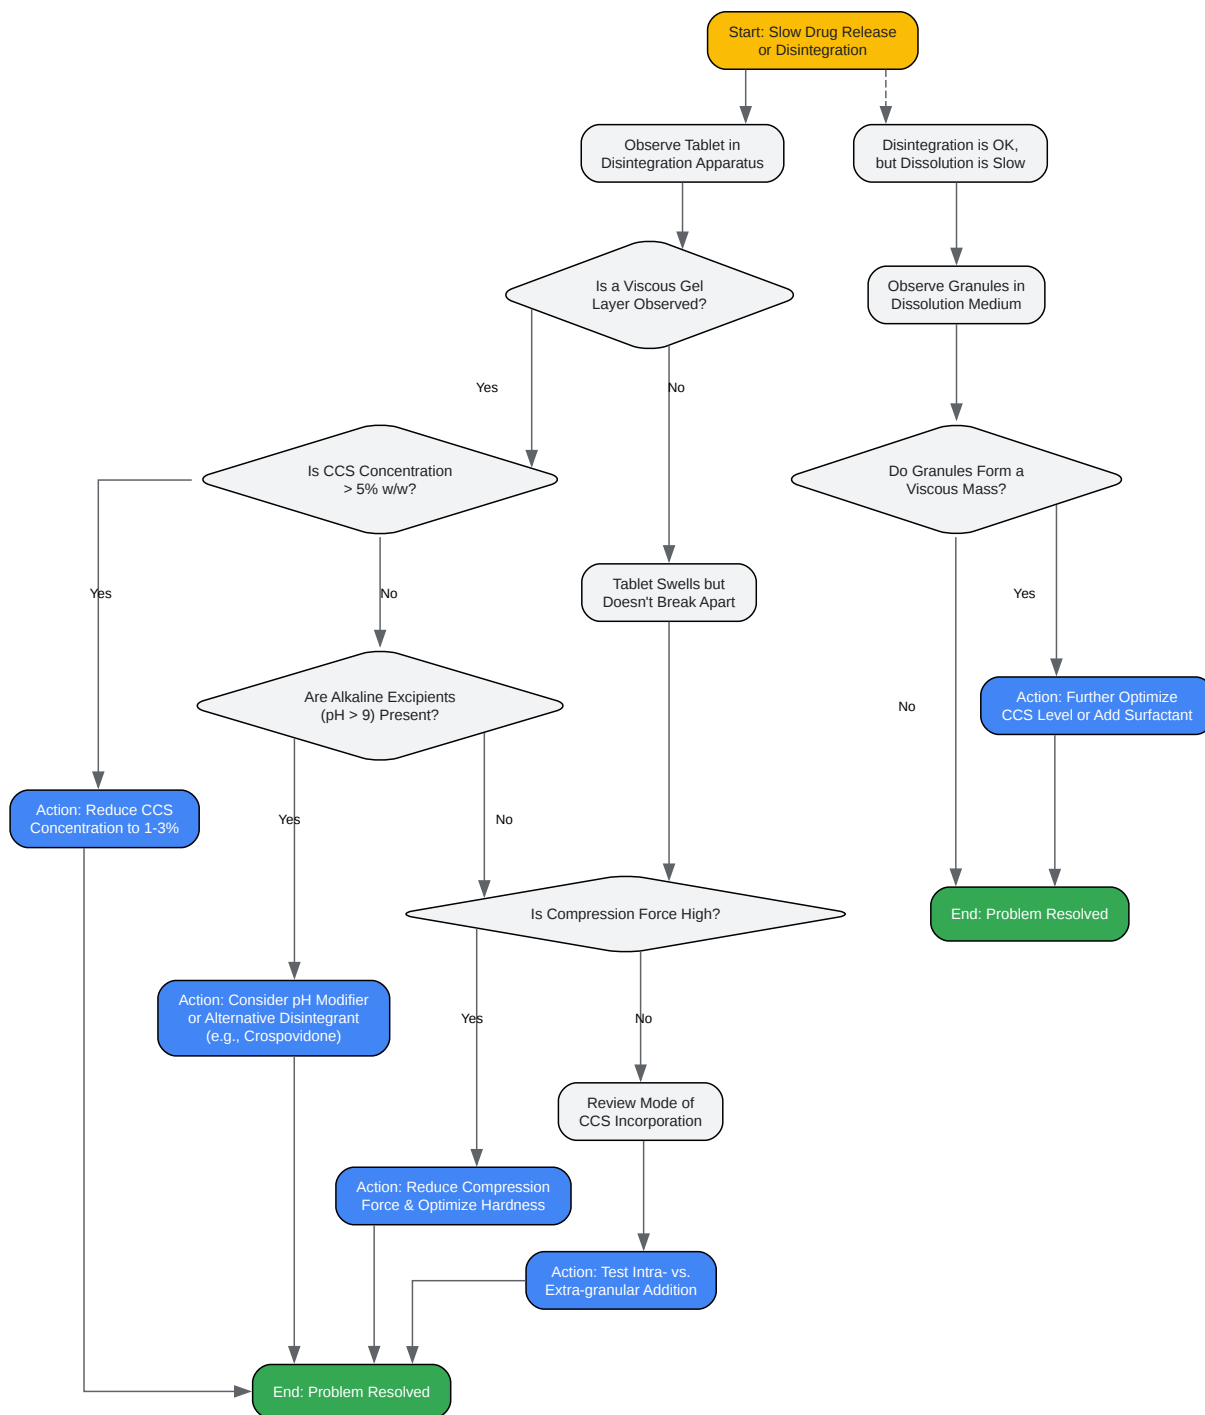 Start: Slow Drug Release
or Disintegration
Observe Tablet in
Disintegration Apparatus
Disintegration is OK,
but Dissolution is Slow
Is a Viscous Gel
Layer Observed?
Observe Granules in
Dissolution Medium
Yes
No
Is CCS Concentration
> 5% w/w?
Do Granules Form a
Viscous Mass?
Yes
No
Tablet Swells but
Doesn't Break Apart
Yes
Are Alkaline Excipients
(pH > 9) Present?
No
Action: Further Optimize
CCS Level or Add Surfactant
Action: Reduce CCS
Concentration to 1-3%
Yes
No
Is Compression Force High?
End: Problem Resolved
Action: Consider pH Modifier
or Alternative Disintegrant
(e.g., Crospovidone)
Yes
No
Review Mode of
CCS Incorporation
Action: Reduce Compression
Force & Optimize Hardness
Action: Test Intra- vs.
Extra-granular Addition
End: Problem Resolved